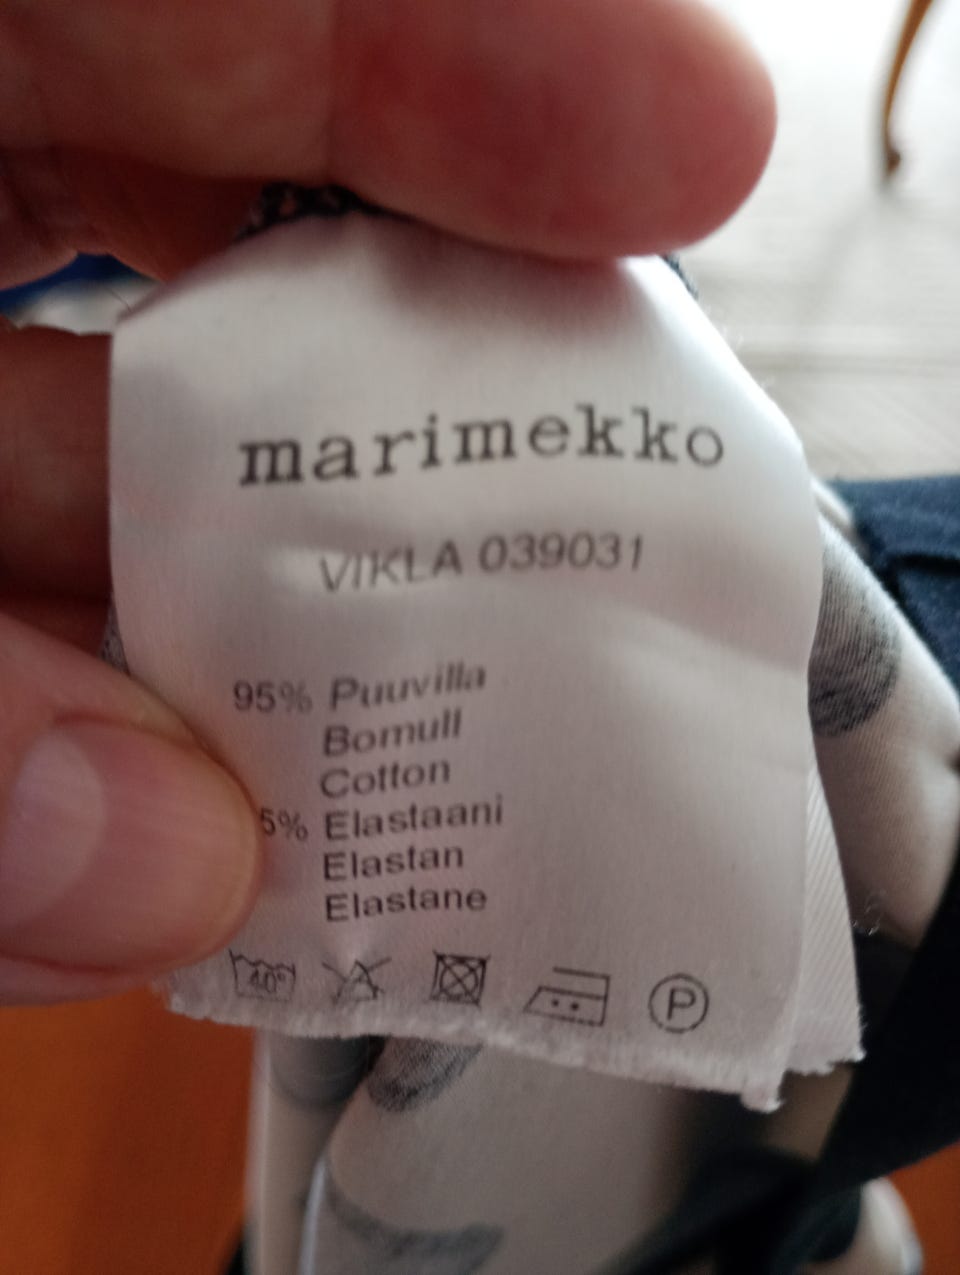 marimekko
VIKLA 039031
95% Puuvilla
Bomull
Cotton
5% Elastaani
Elastan
Elastane
40° P